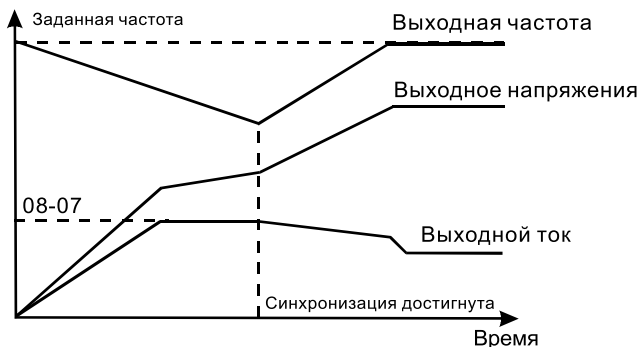 Заданная частота
Выходная частота
Выходное напряжения
08-07
Выходной ток
Синхронизация достигнута
Время